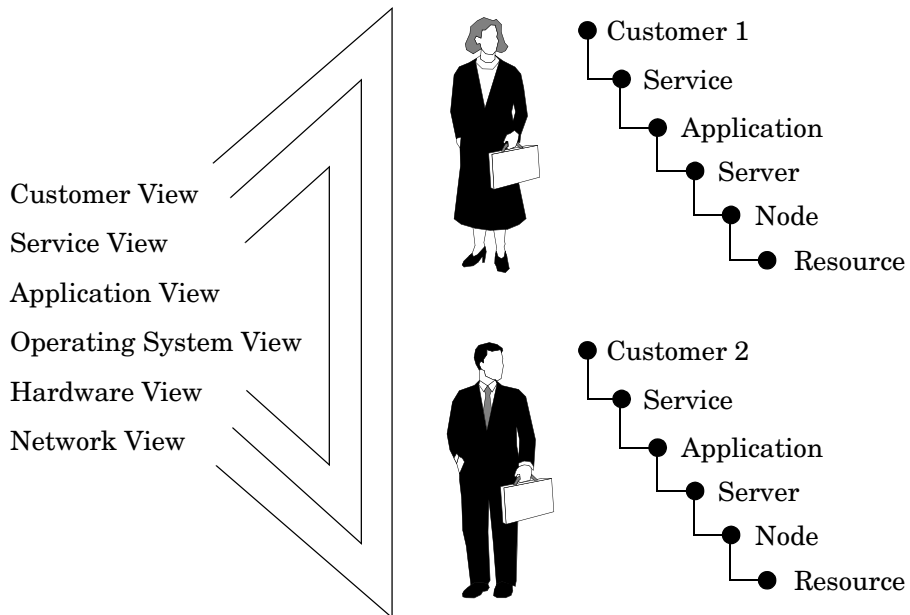 Customer View
Service View
Application View
Operating System View
Hardware View
Network View
Customer 1
Service
Application
Server
Node
Resource
Customer 2
Service
Application
Server
Node
Resource